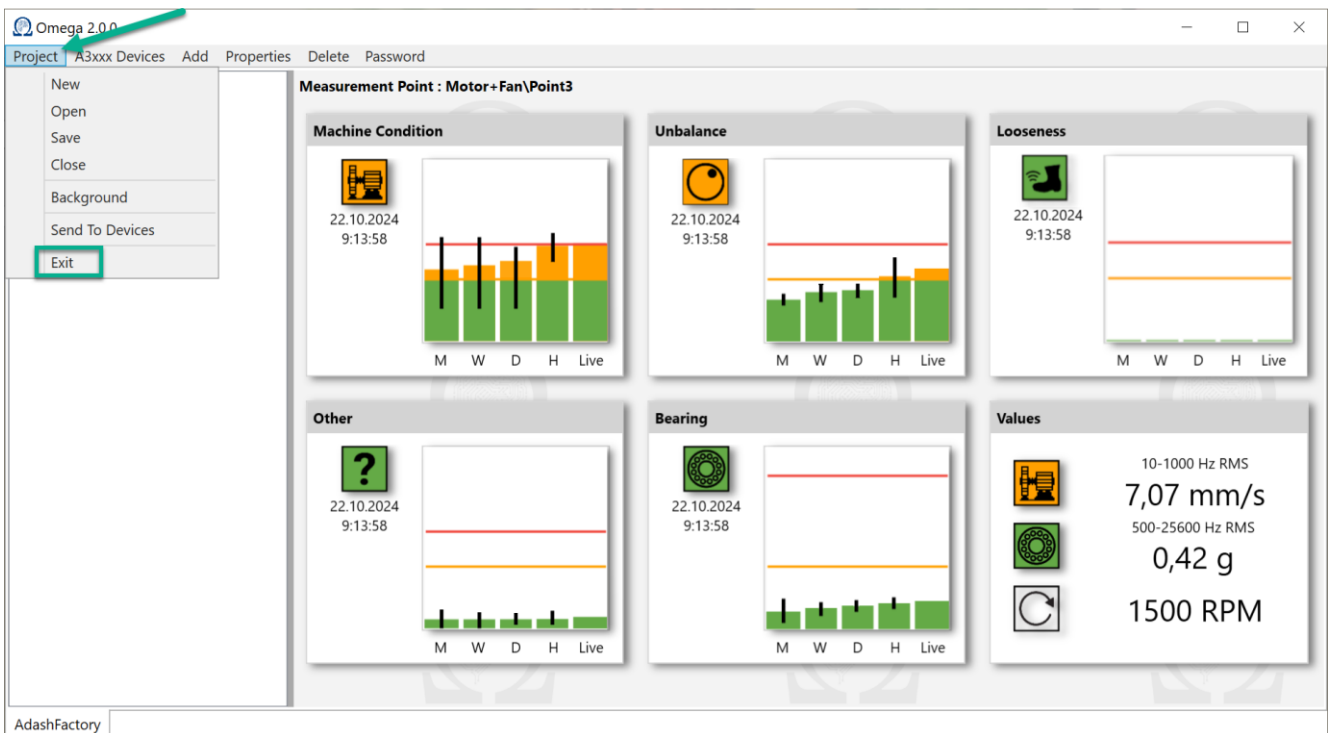 Omega 2.0.0
Project A3xxx Devices Add Properties Delete Password
New
Open
Save
Close
Background
Send To Devices
Exit
Measurement Point : Motor+Fan\Point3
Machine Condition
22.10.2024
9:13:58
M W D H Live
Unbalance
22.10.2024
9:13:58
M W D H Live
Looseness
22.10.2024
9:13:58
M W D H Live
Other
?
22.10.2024
9:13:58
M W D H Live
Bearing
22.10.2024
9:13:58
M W D H Live
Values
10-1000 Hz RMS
7,07 mm/s
500-25600 Hz RMS
0,42 g
1500 RPM
AdashFactory